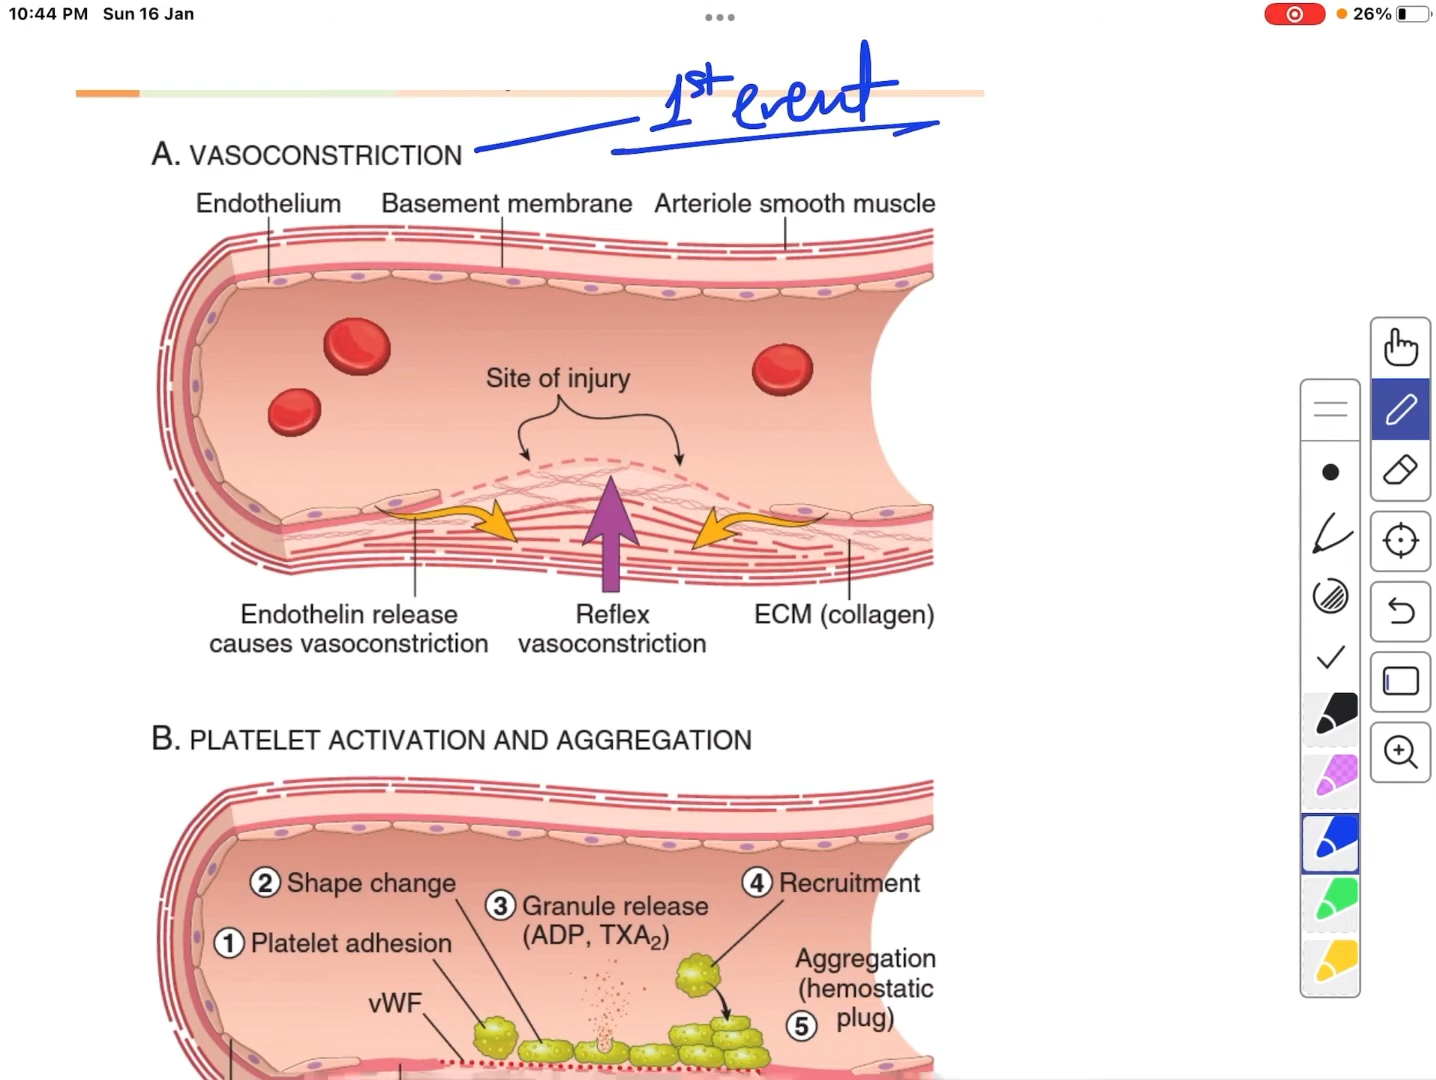 10:44 PM Sun 16 Jan
26%
1st event
A. VASOCONSTRICTION
Endothelium Basement membrane Arteriole smooth muscle
Site of injury
Endothelin release
causes vasoconstriction
Reflex
vasoconstriction
ECM (collagen)
B. PLATELET ACTIVATION AND AGGREGATION
2 Shape change
3 Granule release
(ADP, TXA₂)
4 Recruitment
1 Platelet adhesion
vWF
Aggregation
(hemostatic
5 plug)